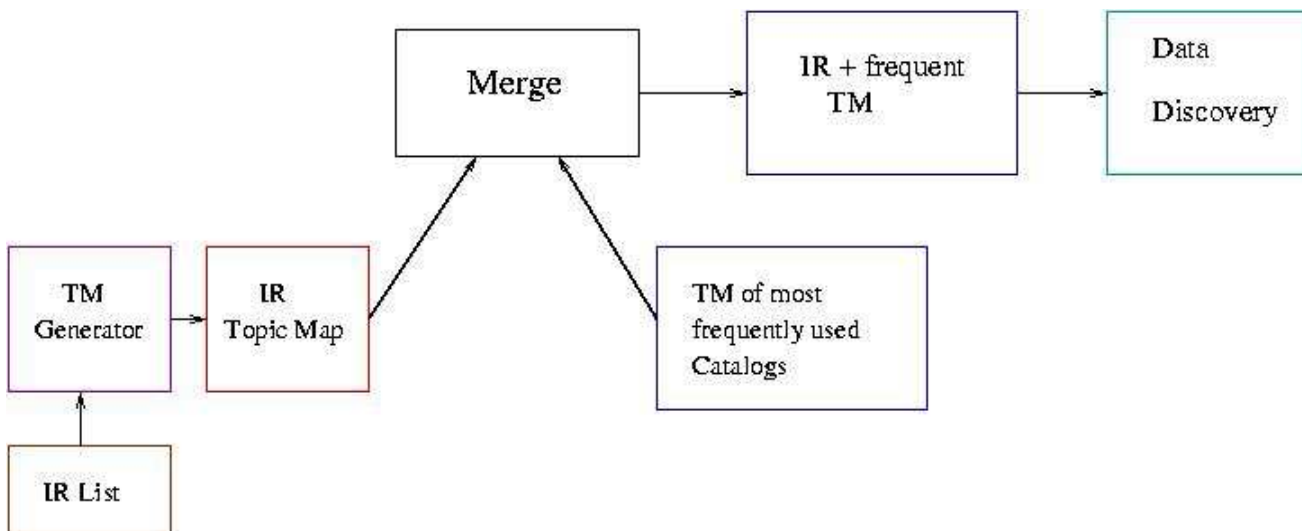 Merge
IR + frequent
TM
Data
Discovery
TM
Generator
IR
Topic Map
TM of most
frequently used
Catalogs
IR List